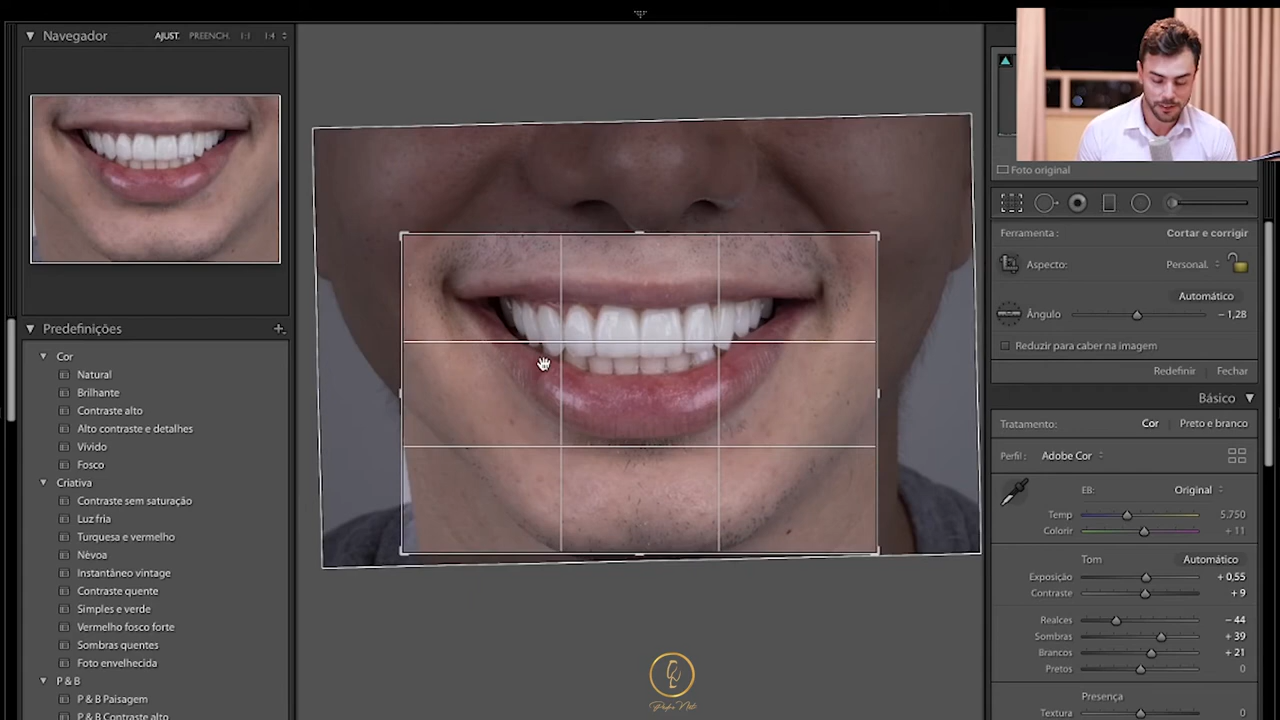 Navegador
AJUST. PREENCH. 1:1 1:4
Predefinições
Cor
Natural
Brilhante
Contraste alto
Alto contraste e detalhes
Vívido
Fosco
Criativa
Contraste sem saturação
Luz fria
Turquesa e vermelho
Névoa
Instantâneo vintage
Contraste quente
Simples e verde
Vermelho fosco forte
Sombras quentes
Foto envelhecida
P & B
P & B Paisagem
P & B Contraste alto
Foto original
Ferramenta : Cortar e corrigir
Aspecto: Personal.
Automático
Ângulo − 1,28
Reduzir para caber na imagem
Redefinir Fechar
Básico
Tratamento: Cor Preto e branco
Perfil: Adobe Cor
EB: Original
Temp 5.750
Colorir + 11
Tom Automático
Exposição + 0,55
Contraste + 9
Realces − 44
Sombras + 39
Brancos + 21
Pretos 0
Presença
Textura 0